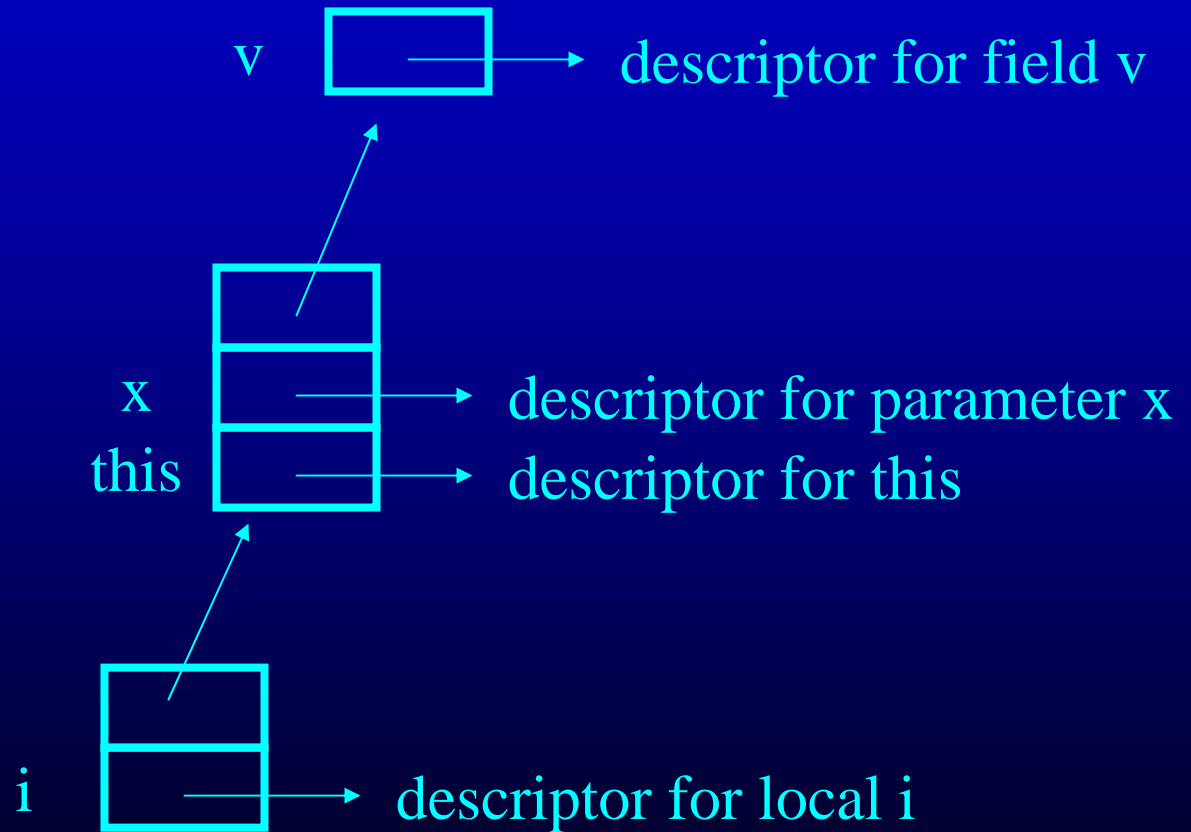 v descriptor for field v
x descriptor for parameter x
this descriptor for this
i descriptor for local i